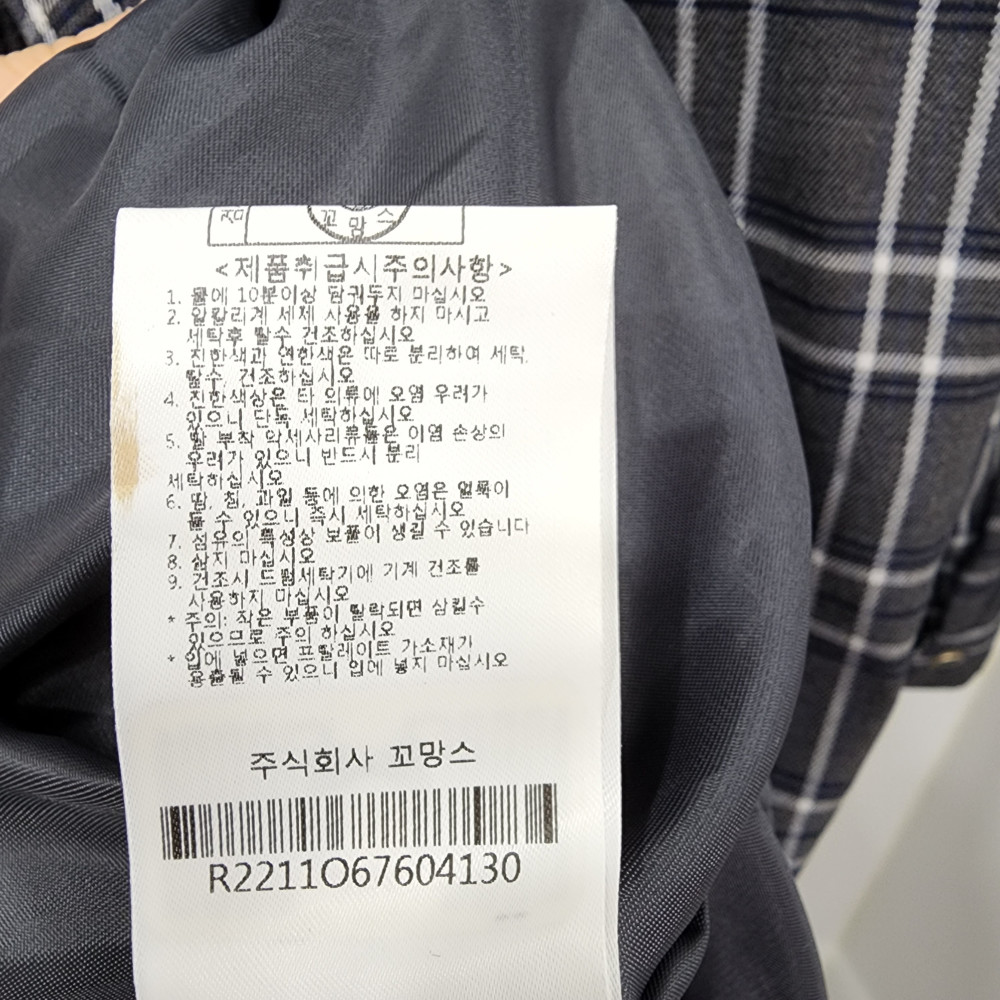 꼬망스
<제품취급시주의사항>
1. 물에 10분이상 담궈두지 마십시오
2. 알칼리계 세제 사용을 하지 마시고
세탁후 탈수 건조하십시오
3. 진한색과 연한색은 따로 분리하여 세탁,
탈수, 건조하십시오
4. 진한색상은 타 의류에 오염 우려가
있으니 단독 세탁하십시오
5. 탈 부착 악세사리류들은 이염 손상의
우려가 있으니 반드시 분리
세탁하십시오
6. 땀, 침, 과일 등에 의한 오염은 얼룩이
될 수 있으니 즉시 세탁하십시오
7. 섬유의 특성상 보풀이 생길 수 있습니다
8. 삶지 마십시오
9. 건조시 드럼세탁기에 기계 건조를
사용하지 마십시오
* 주의: 작은 부품이 탈락되면 삼킬수
있으므로 주의 하십시오
* 입에 넣으면 프탈레이트 가소재가
용출될 수 있으니 입에 넣지 마십시오
주식회사 꼬망스
R2211O67604130